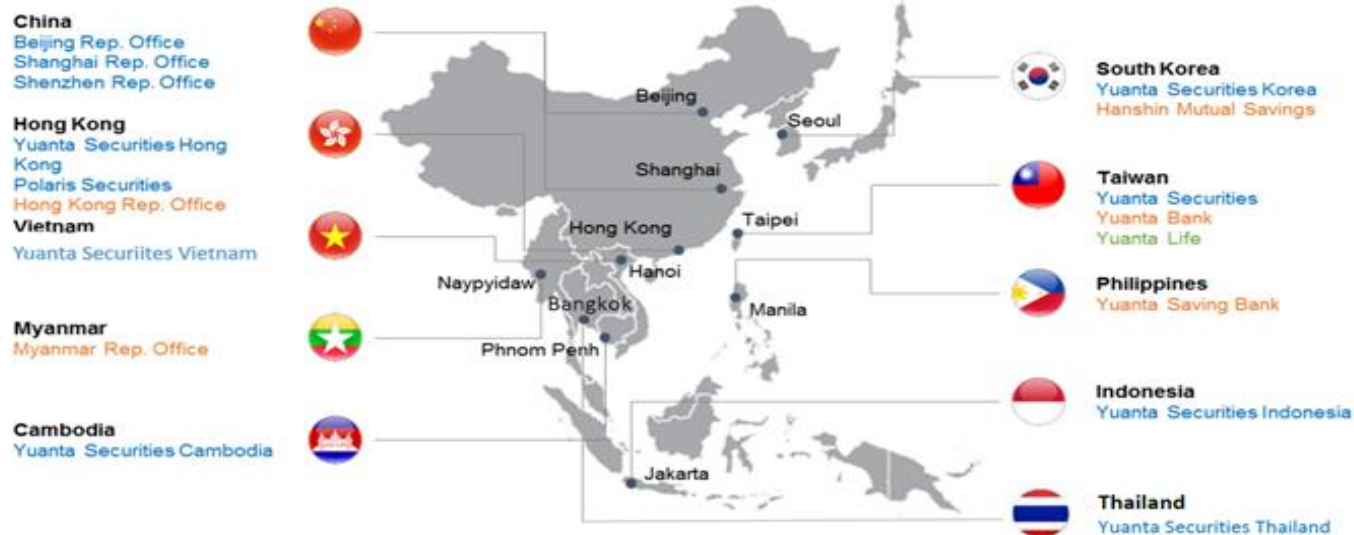 China
Beijing Rep. Office
Shanghai Rep. Office
Shenzhen Rep. Office
Hong Kong
Yuanta Securities Hong
Kong
Polaris Securities
Hong Kong Rep. Office
Vietnam
Yuanta Securiites Vietnam
Myanmar
Myanmar Rep. Office
Cambodia
Yuanta Securities Cambodia
Beijing
Seoul
Shanghai
Taipei
Hong Kong
Hanoi
Naypyidaw
Bangkok
Manila
Phnom Penh
Jakarta
South Korea
Yuanta Securities Korea
Hanshin Mutual Savings
Taiwan
Yuanta Securities
Yuanta Bank
Yuanta Life
Philippines
Yuanta Saving Bank
Indonesia
Yuanta Securities Indonesia
Thailand
Yuanta Securities Thailand